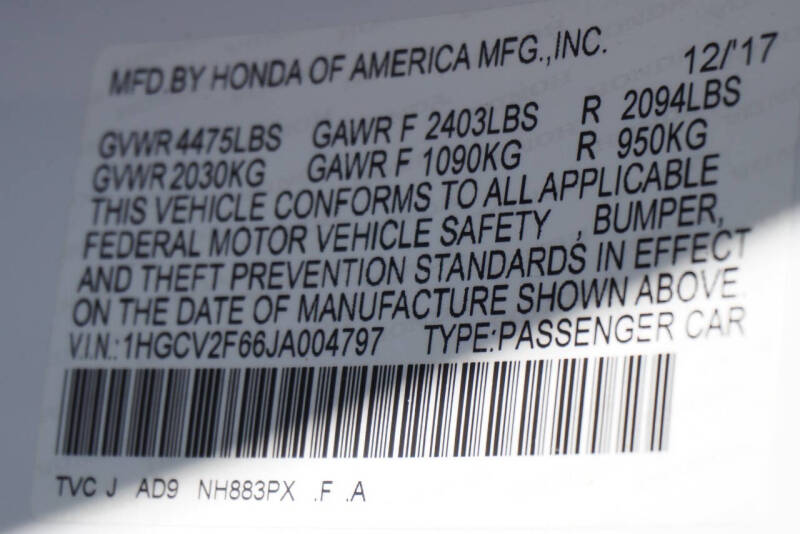 MFD.BY HONDA OF AMERICA MFG.,INC. 12/'17
GVWR 4475LBS GAWR F 2403LBS R 2094LBS
GVWR 2030KG GAWR F 1090KG R 950KG
THIS VEHICLE CONFORMS TO ALL APPLICABLE
FEDERAL MOTOR VEHICLE SAFETY , BUMPER,
AND THEFT PREVENTION STANDARDS IN EFFECT
ON THE DATE OF MANUFACTURE SHOWN ABOVE.
V.I.N.:1HGCV2F66JA004797 TYPE:PASSENGER CAR
TVC J AD9 NH883PX .F .A